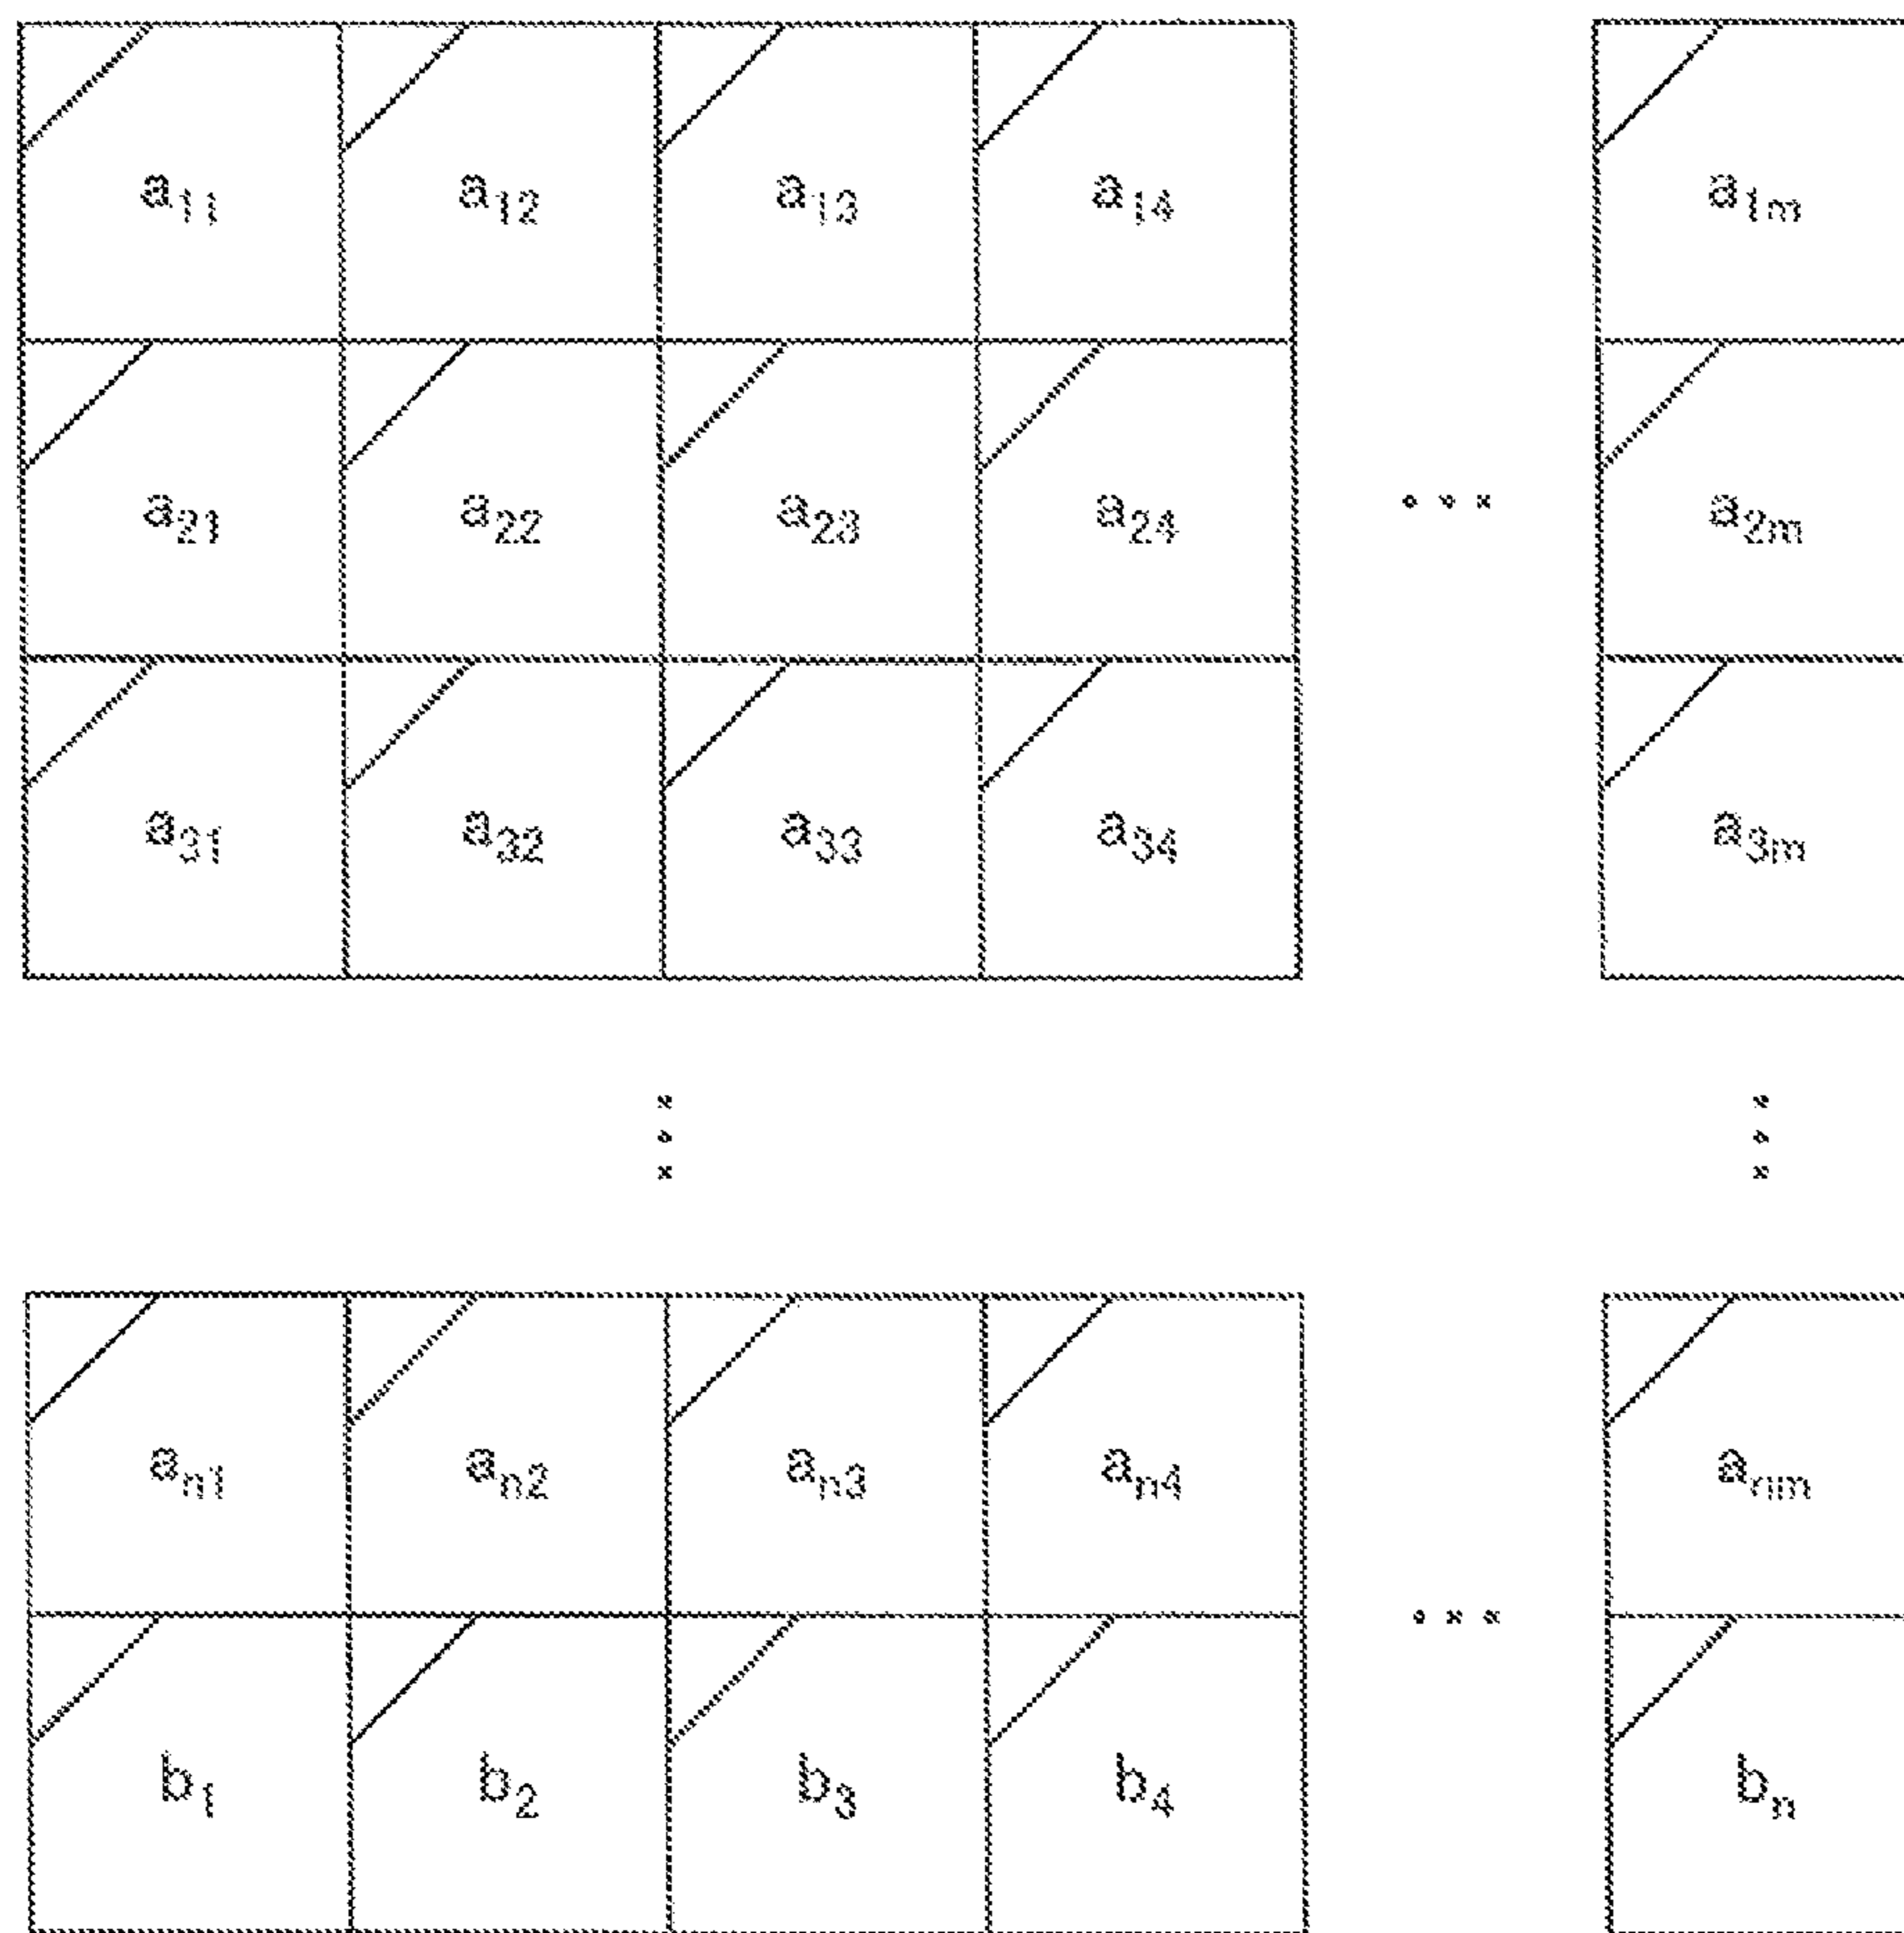 a₁₁ a₁₂ a₁₃ a₁₄ a₁ₘ
a₂₁ a₂₂ a₂₃ a₂₄ ... a₂ₘ
a₃₁ a₃₂ a₃₃ a₃₄ a₃ₘ
aₙ₁ aₙ₂ aₙ₃ aₙ₄ aₙₘ
b₁ b₂ b₃ b₄ bₙ